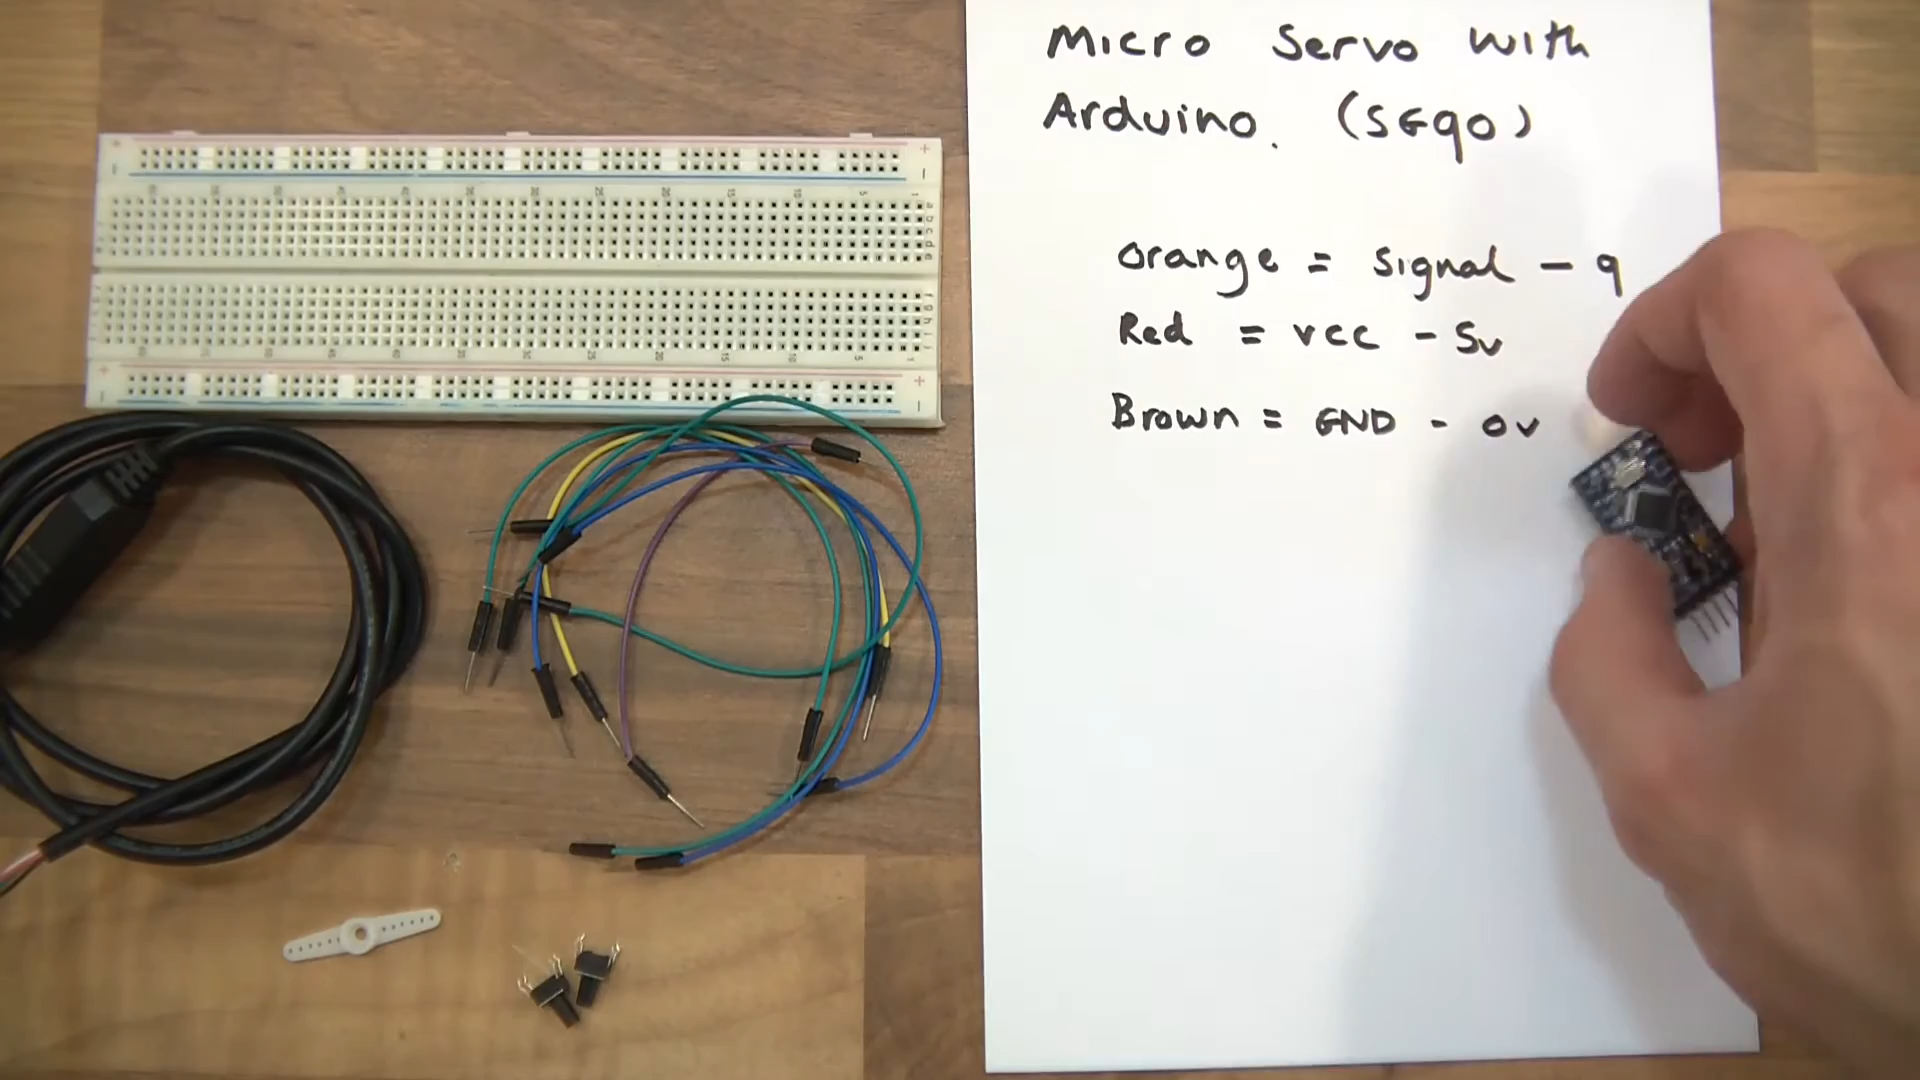 Micro Servo with
Arduino. (SG90)
Orange = Signal - 9
Red = VCC - 5v
Brown = GND - 0v